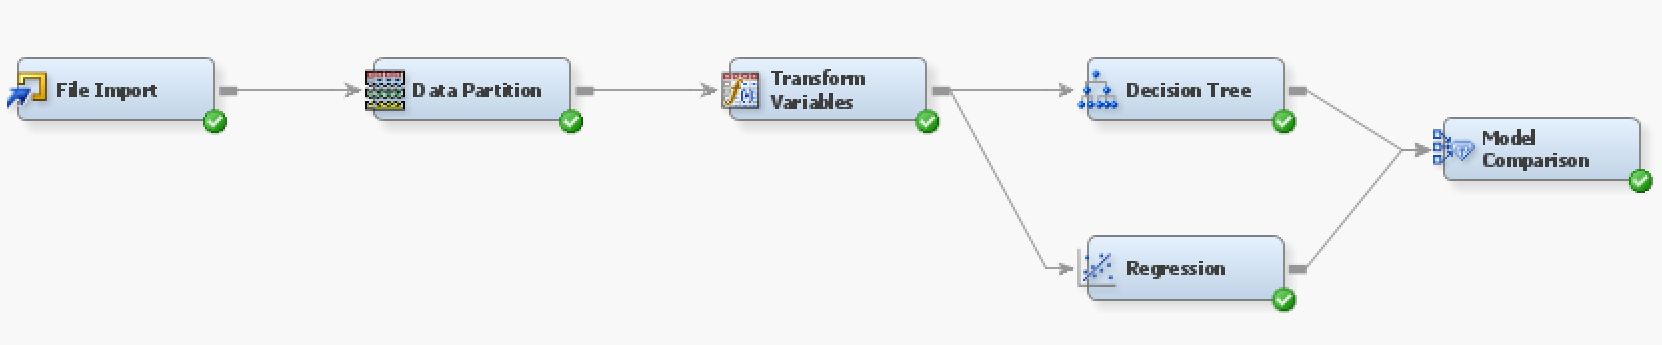 File Import
Data Partition
Transform
Variables
Decision Tree
Model
Comparison
Regression